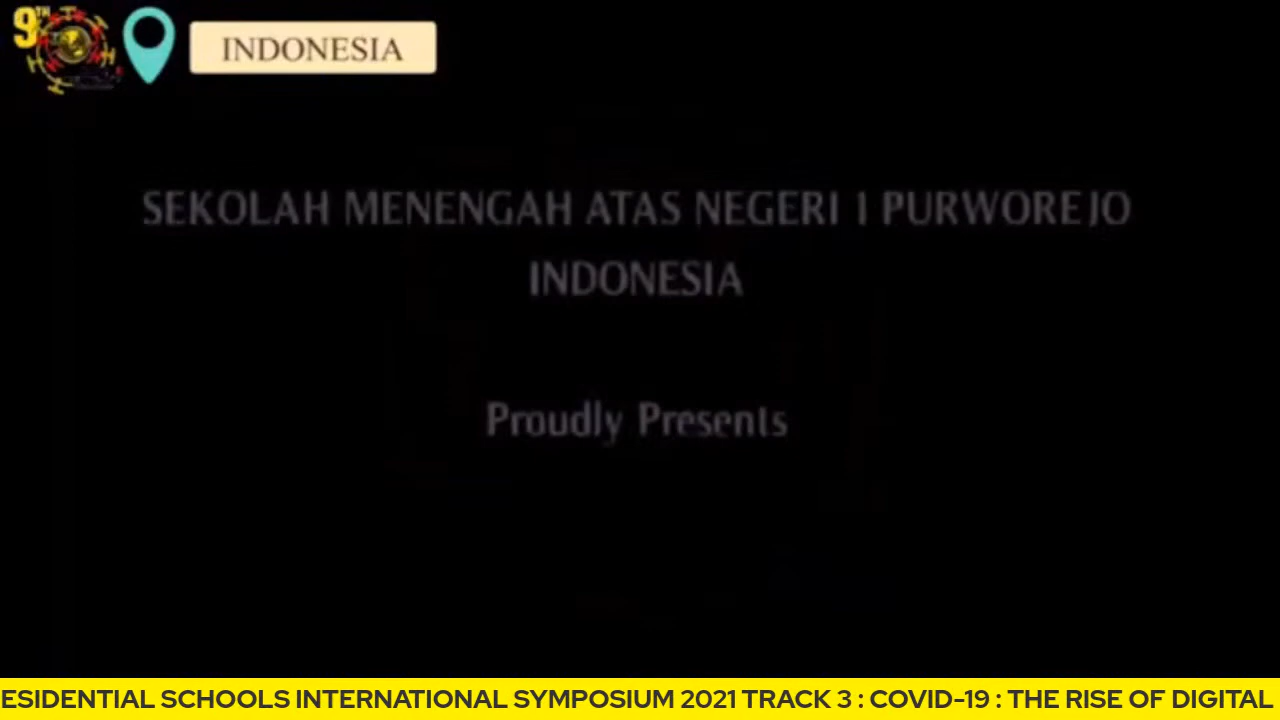 9TH
INDONESIA
SEKOLAH MENENGAH ATAS NEGERI 1 PURWOREJO
INDONESIA
Proudly Presents
ESIDENTIAL SCHOOLS INTERNATIONAL SYMPOSIUM 2021 TRACK 3 : COVID-19 : THE RISE OF DIGITAL